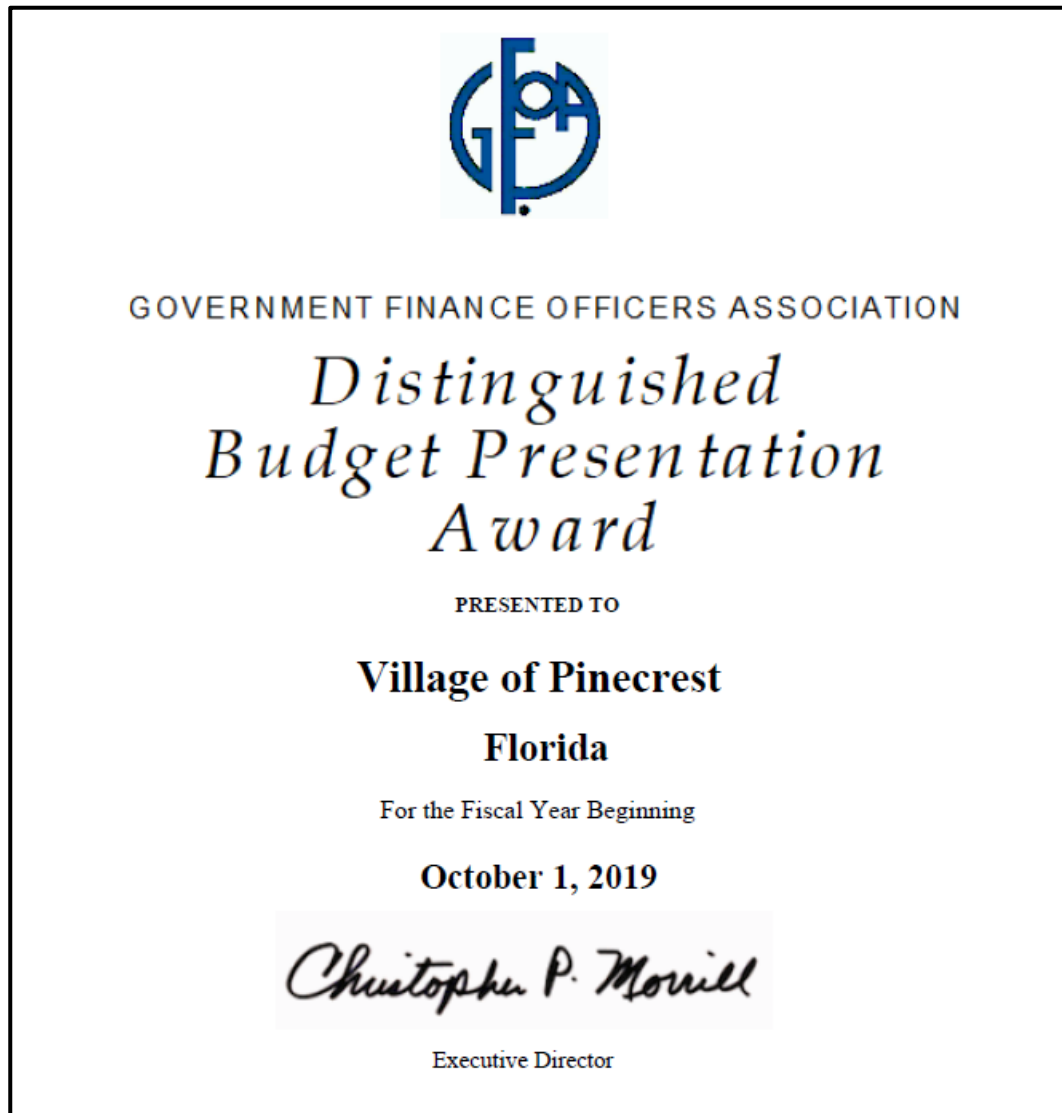 GFOA
GOVERNMENT FINANCE OFFICERS ASSOCIATION
Distinguished
Budget Presentation
Award
PRESENTED TO
Village of Pinecrest
Florida
For the Fiscal Year Beginning
October 1, 2019
Christopher P. Morrill
Executive Director